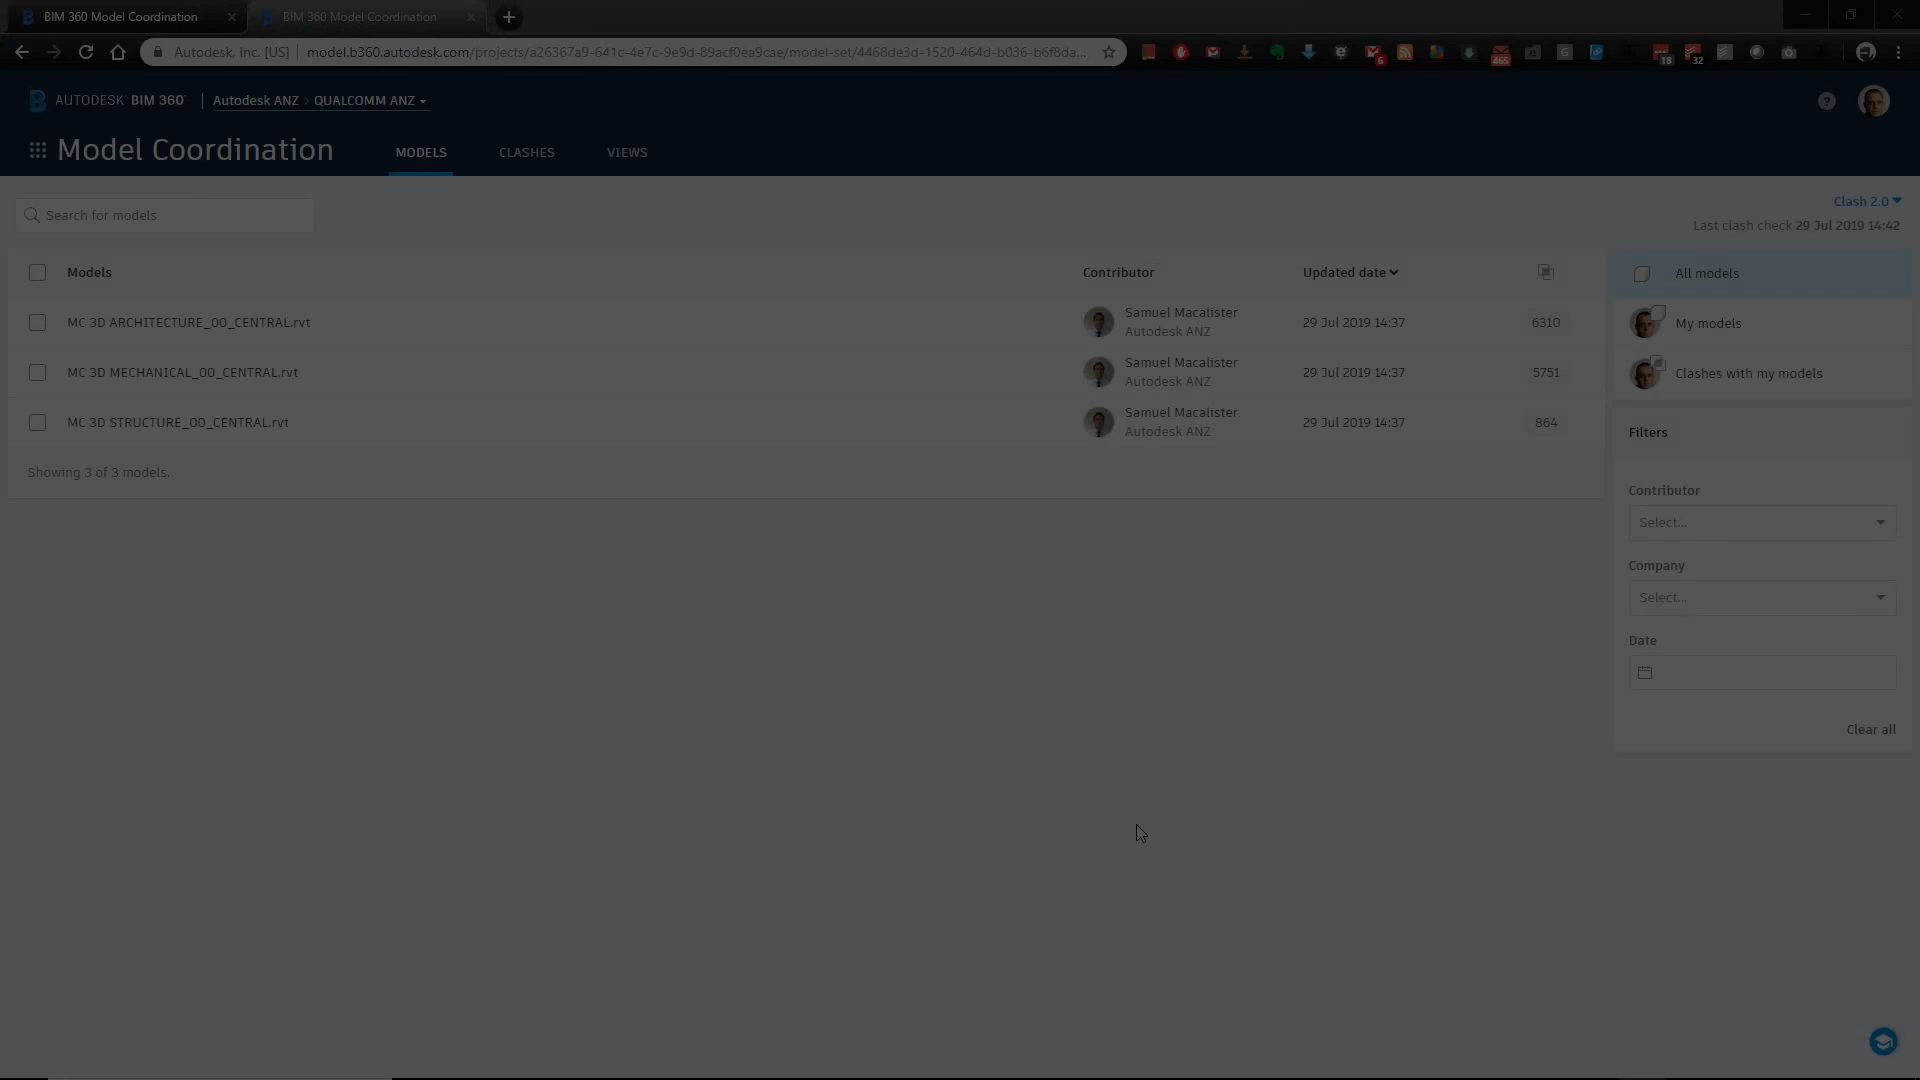 BIM 360 Model Coordination
BIM 360 Model Coordination
Autodesk, Inc. [US] | model.b360.autodesk.com/projects/a26367a9-641c-4e7c-9e9d-89acf0ea9cae/model-set/4468de3d-1520-464d-b036-b6f8da...
6
465
G
18
32
AUTODESK BIM 360
Autodesk ANZ > QUALCOMM ANZ
?
Model Coordination
MODELS
CLASHES
VIEWS
Search for models
Clash 2.0
Last clash check 29 Jul 2019 14:42
Models
Contributor
Updated date
MC 3D ARCHITECTURE_00_CENTRAL.rvt
Samuel Macalister
Autodesk ANZ
29 Jul 2019 14:37
6310
MC 3D MECHANICAL_00_CENTRAL.rvt
Samuel Macalister
Autodesk ANZ
29 Jul 2019 14:37
5751
MC 3D STRUCTURE_00_CENTRAL.rvt
Samuel Macalister
Autodesk ANZ
29 Jul 2019 14:37
864
Showing 3 of 3 models.
All models
My models
Clashes with my models
Filters
Contributor
Select...
Company
Select...
Date
Clear all